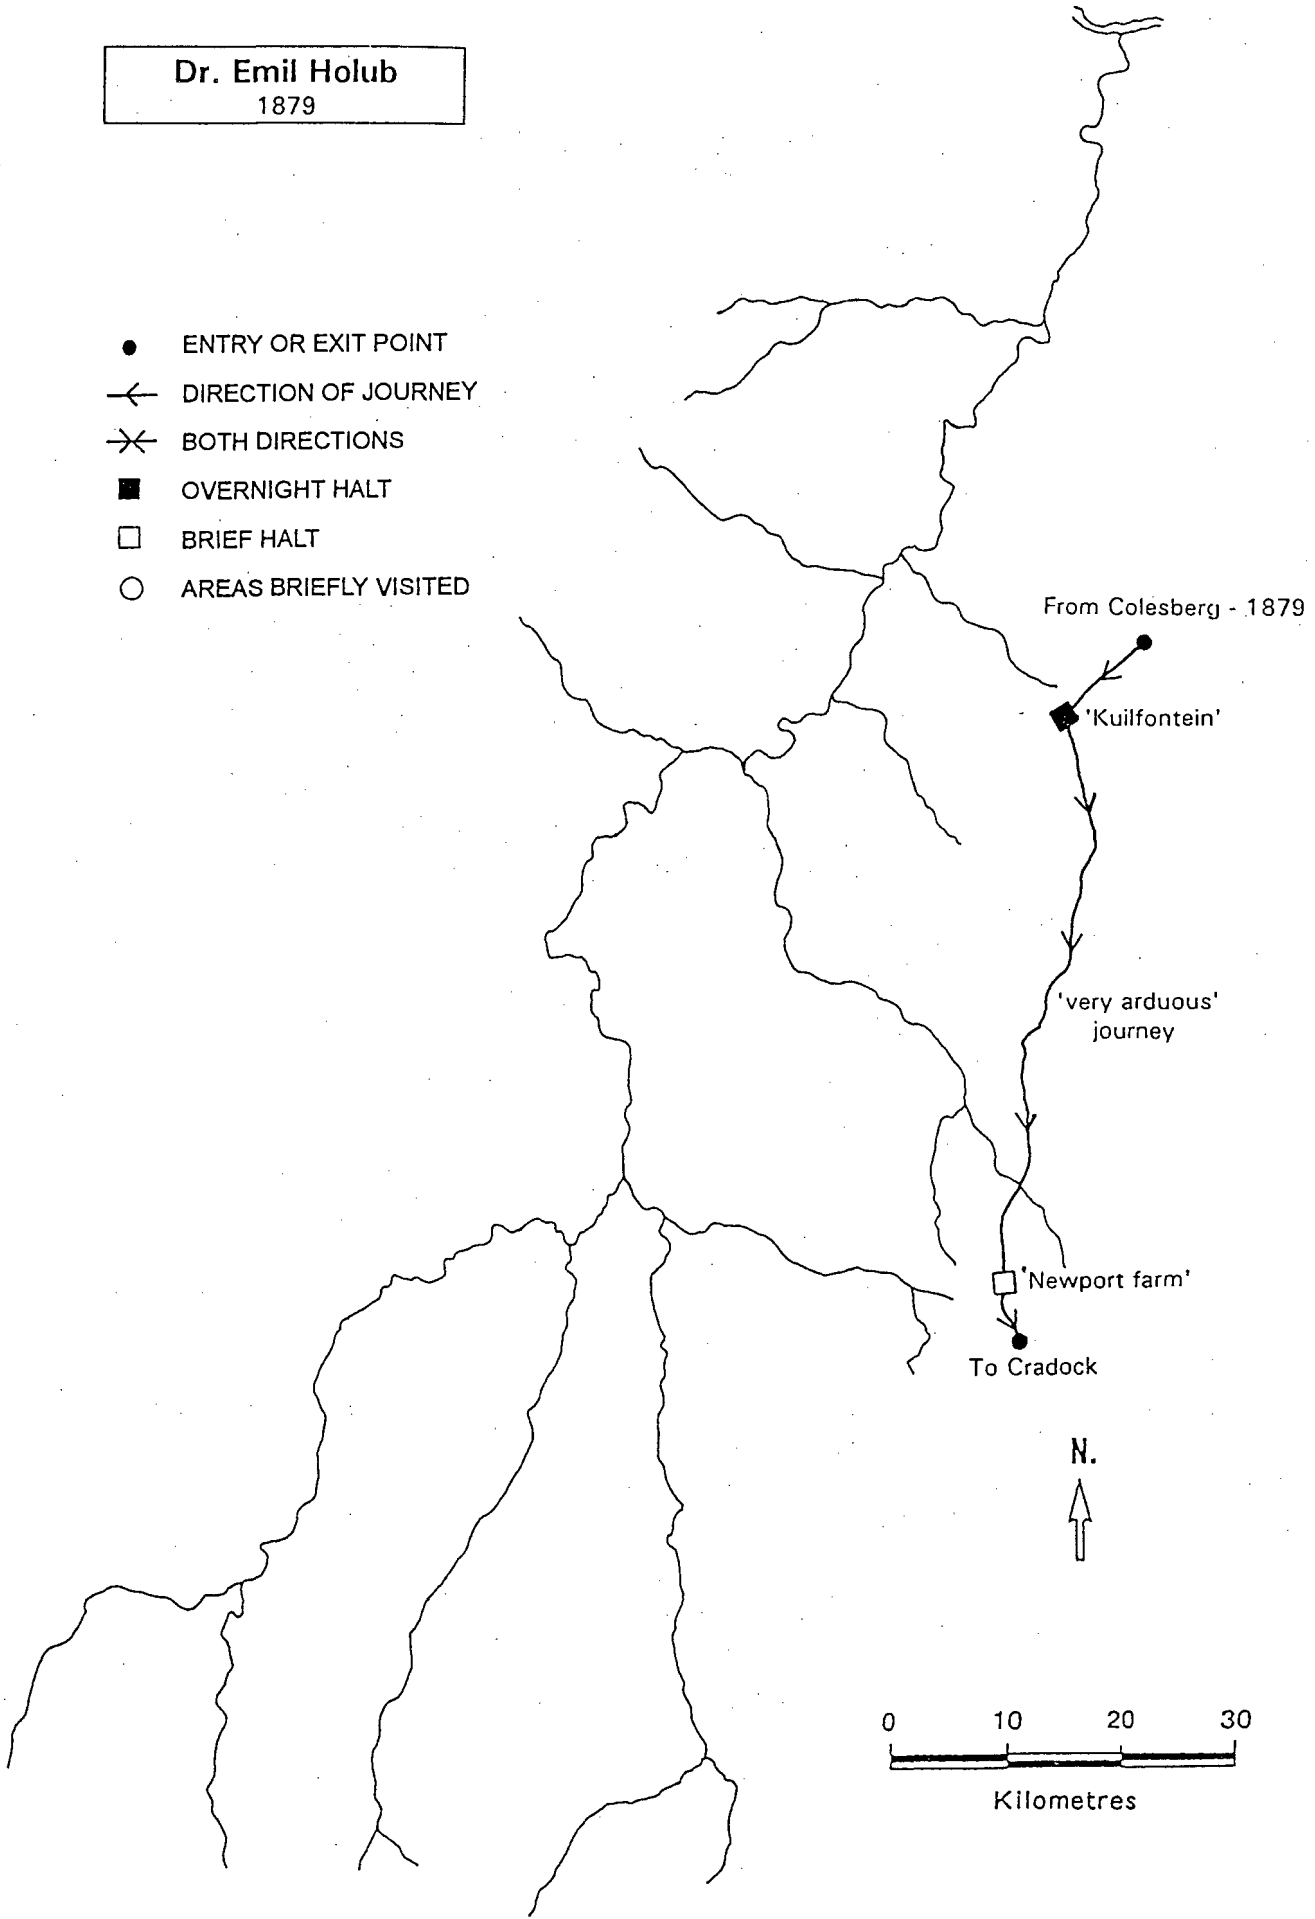 Dr. Emil Holub
1879
ENTRY OR EXIT POINT
DIRECTION OF JOURNEY
BOTH DIRECTIONS
OVERNIGHT HALT
BRIEF HALT
AREAS BRIEFLY VISITED
From Colesberg - 1879
'Kuilfontein'
'very arduous'
journey
'Newport farm'
To Cradock
N.
0 10 20 30
Kilometres